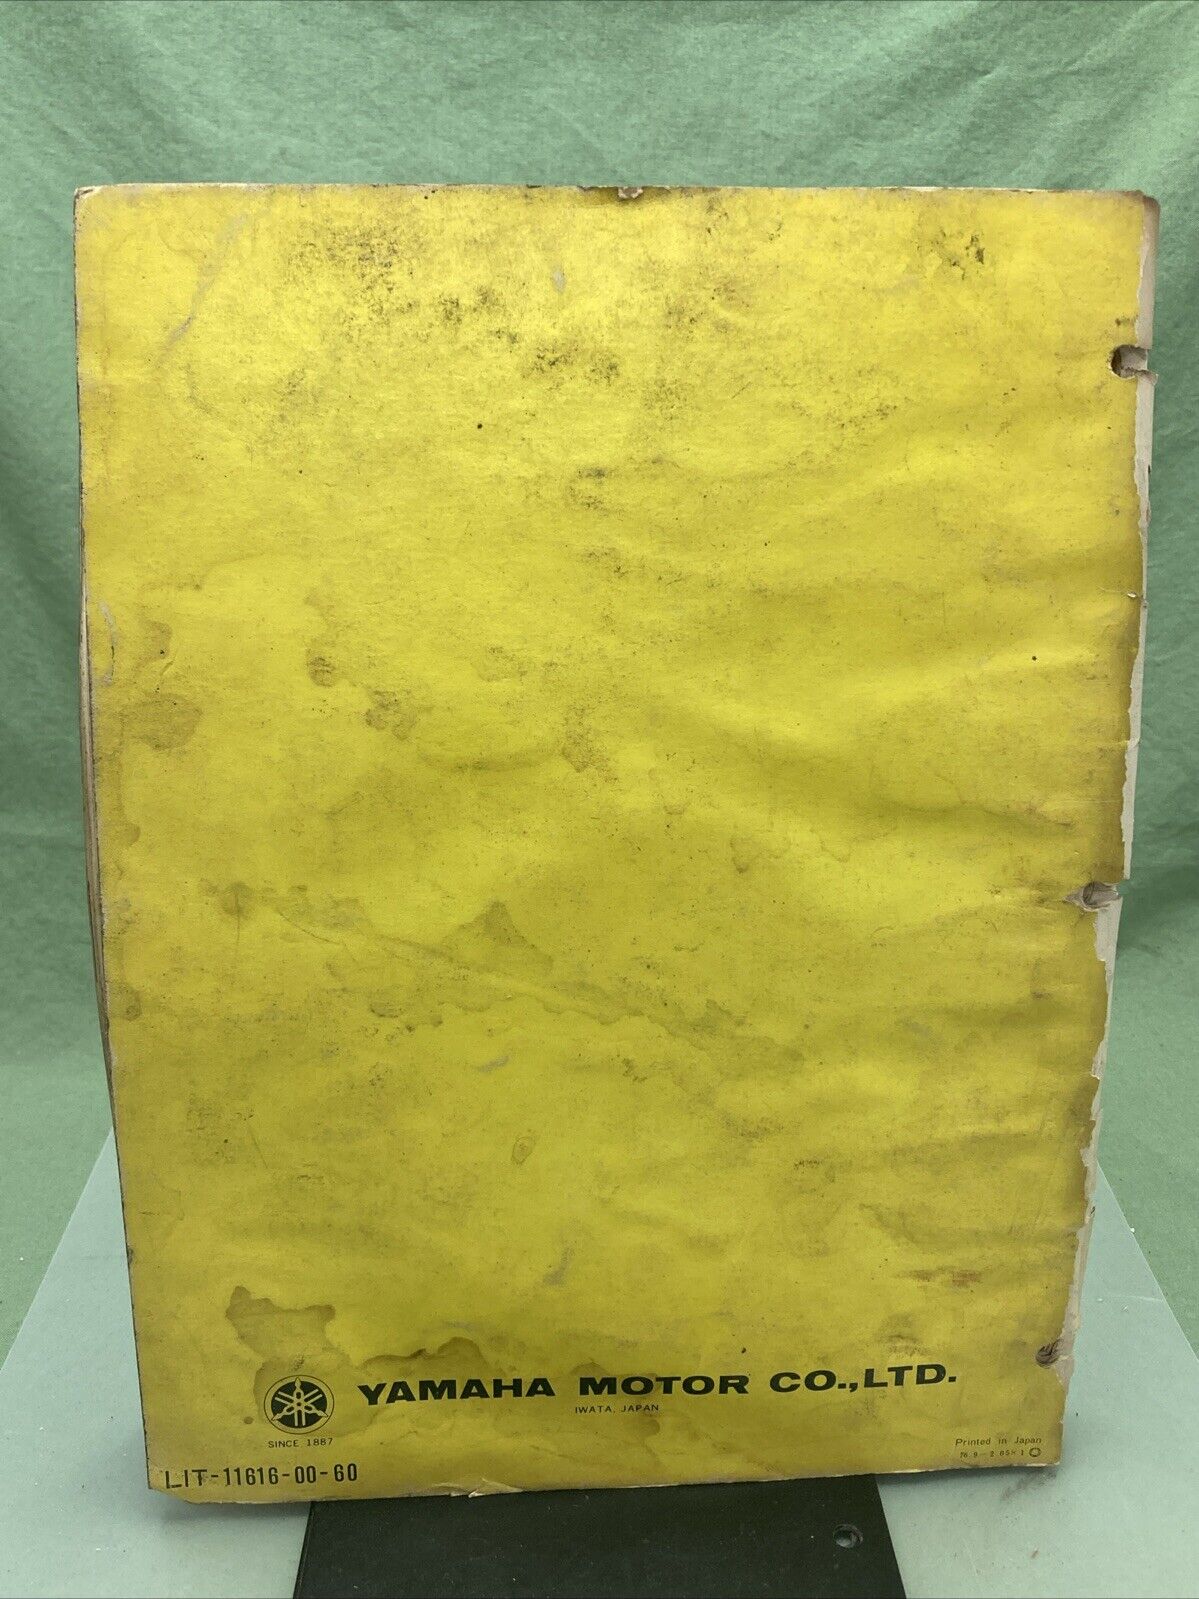 YAMAHA MOTOR CO.,LTD.
IWATA, JAPAN
SINCE 1887
Printed in Japan
LIT-11616-00-60